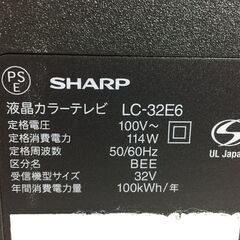 PS
E
SHARP
液晶カラーテレビ LC-32E6
定格電圧 100V~
定格消費電力 114W
定格周波数 50/60Hz
区分名 BEE
受信機型サイズ 32V
年間消費電力量 100kWh/年
S
UL Japan